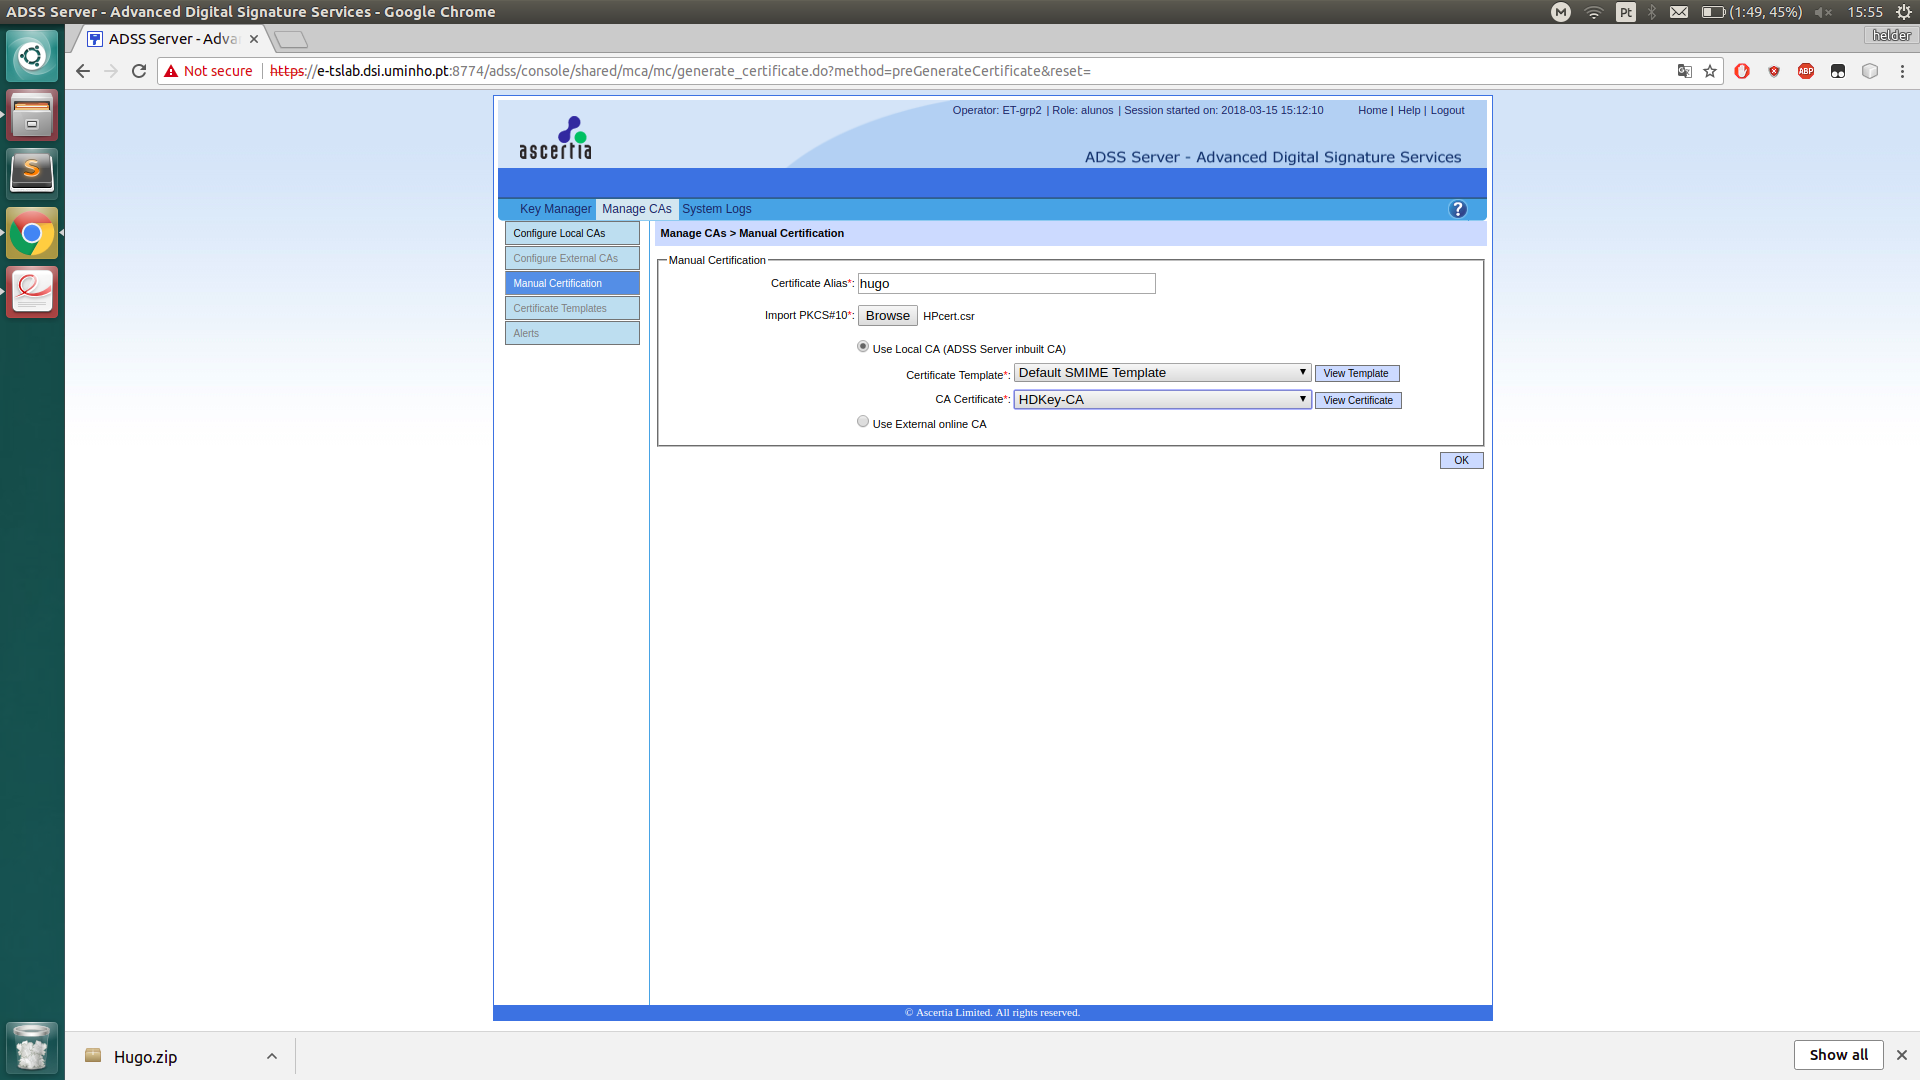 ADSS Server - Advanced Digital Signature Services - Google Chrome
M Pt (1:49, 45%) 15:55
ADSS Server - Adva
helder
Not secure https://e-tslab.dsi.uminho.pt:8774/adss/console/shared/mca/mc/generate_certificate.do?method=preGenerateCertificate&reset=
ABP
Operator: ET-grp2 | Role: alunos | Session started on: 2018-03-15 15:12:10 Home | Help | Logout
ascertia
ADSS Server - Advanced Digital Signature Services
Key Manager Manage CAs System Logs ?
Configure Local CAs
Configure External CAs
Manual Certification
Certificate Templates
Alerts
Manage CAs > Manual Certification
Manual Certification
Certificate Alias*: hugo
Import PKCS#10*: Browse HPcert.csr
Use Local CA (ADSS Server inbuilt CA)
Certificate Template*: Default SMIME Template View Template
CA Certificate*: HDKey-CA View Certificate
Use External online CA
OK
© Ascertia Limited. All rights reserved.
Hugo.zip
Show all